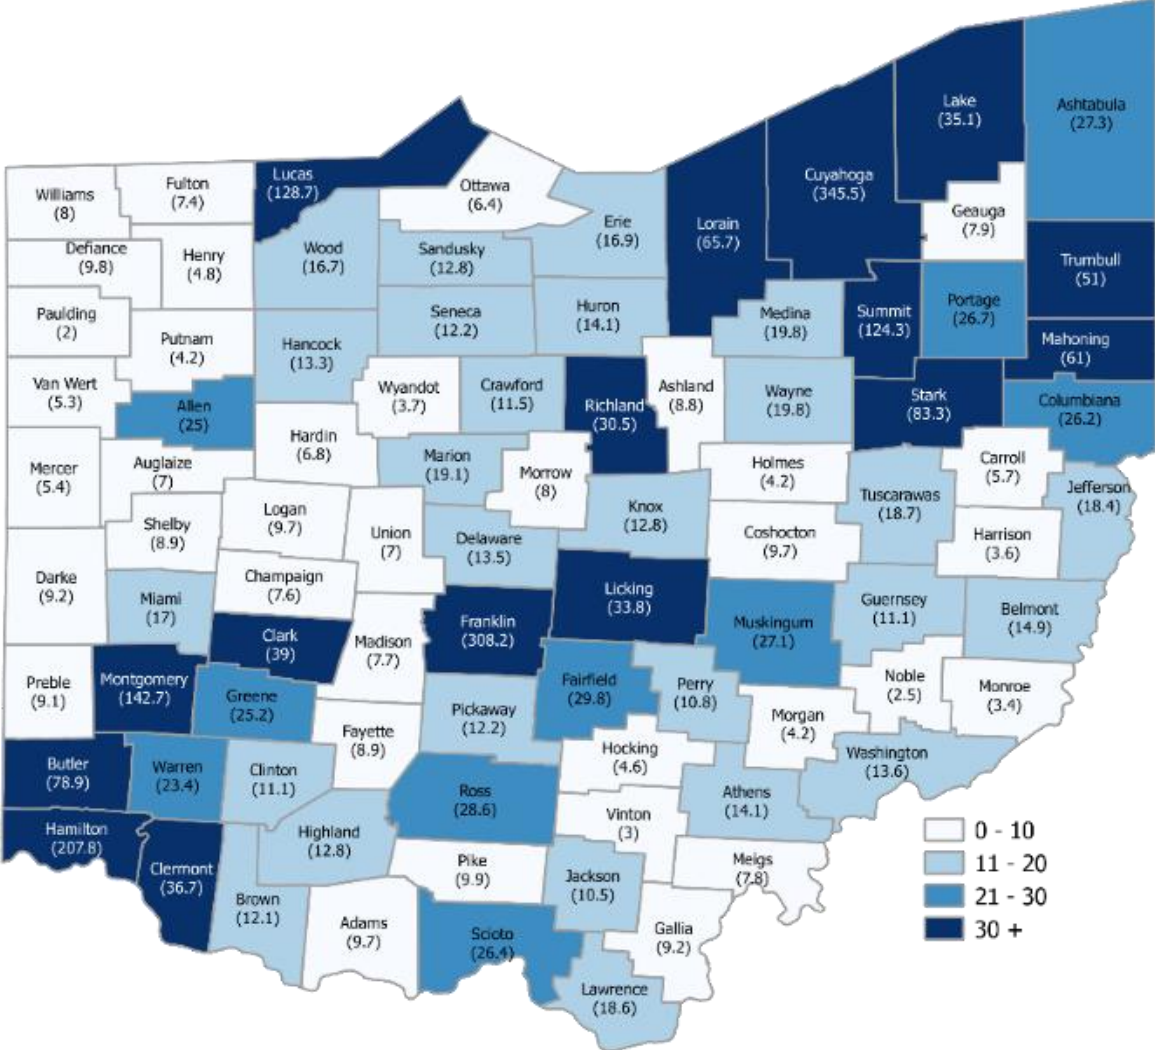 Lake
(35.1)
Ashtabula
(27.3)
Lucas
(128.7)
Cuyahoga
(345.5)
Williams
(8)
Fulton
(7.4)
Ottawa
(6.4)
Geauga
(7.9)
Erie
(16.9)
Lorain
(65.7)
Defiance
(9.8)
Henry
(4.8)
Wood
(16.7)
Sandusky
(12.8)
Trumbull
(51)
Paulding
(2)
Seneca
(12.2)
Huron
(14.1)
Medina
(19.8)
Summit
(124.3)
Portage
(26.7)
Putnam
(4.2)
Hancock
(13.3)
Mahoning
(61)
Van Wert
(5.3)
Allen
(25)
Wyandot
(3.7)
Crawford
(11.5)
Richland
(30.5)
Ashland
(8.8)
Wayne
(19.8)
Stark
(83.3)
Columbiana
(26.2)
Hardin
(6.8)
Mercer
(5.4)
Auglaize
(7)
Marion
(19.1)
Morrow
(8)
Holmes
(4.2)
Carroll
(5.7)
Jefferson
(18.4)
Tuscarawas
(18.7)
Shelby
(8.9)
Logan
(9.7)
Union
(7)
Knox
(12.8)
Delaware
(13.5)
Coshocton
(9.7)
Harrison
(3.6)
Darke
(9.2)
Champaign
(7.6)
Miami
(17)
Licking
(33.8)
Guernsey
(11.1)
Belmont
(14.9)
Clark
(39)
Madison
(7.7)
Franklin
(308.2)
Muskingum
(27.1)
Preble
(9.1)
Montgomery
(142.7)
Greene
(25.2)
Fairfield
(29.8)
Perry
(10.8)
Noble
(2.5)
Monroe
(3.4)
Pickaway
(12.2)
Morgan
(4.2)
Fayette
(8.9)
Hocking
(4.6)
Washington
(13.6)
Butler
(78.9)
Warren
(23.4)
Clinton
(11.1)
Ross
(28.6)
Athens
(14.1)
Vinton
(3)
Hamilton
(207.8)
Highland
(12.8)
Clermont
(36.7)
Pike
(9.9)
Jackson
(10.5)
Meigs
(7.8)
Brown
(12.1)
Adams
(9.7)
Scioto
(26.4)
Gallia
(9.2)
Lawrence
(18.6)
0 - 10
11 - 20
21 - 30
30 +